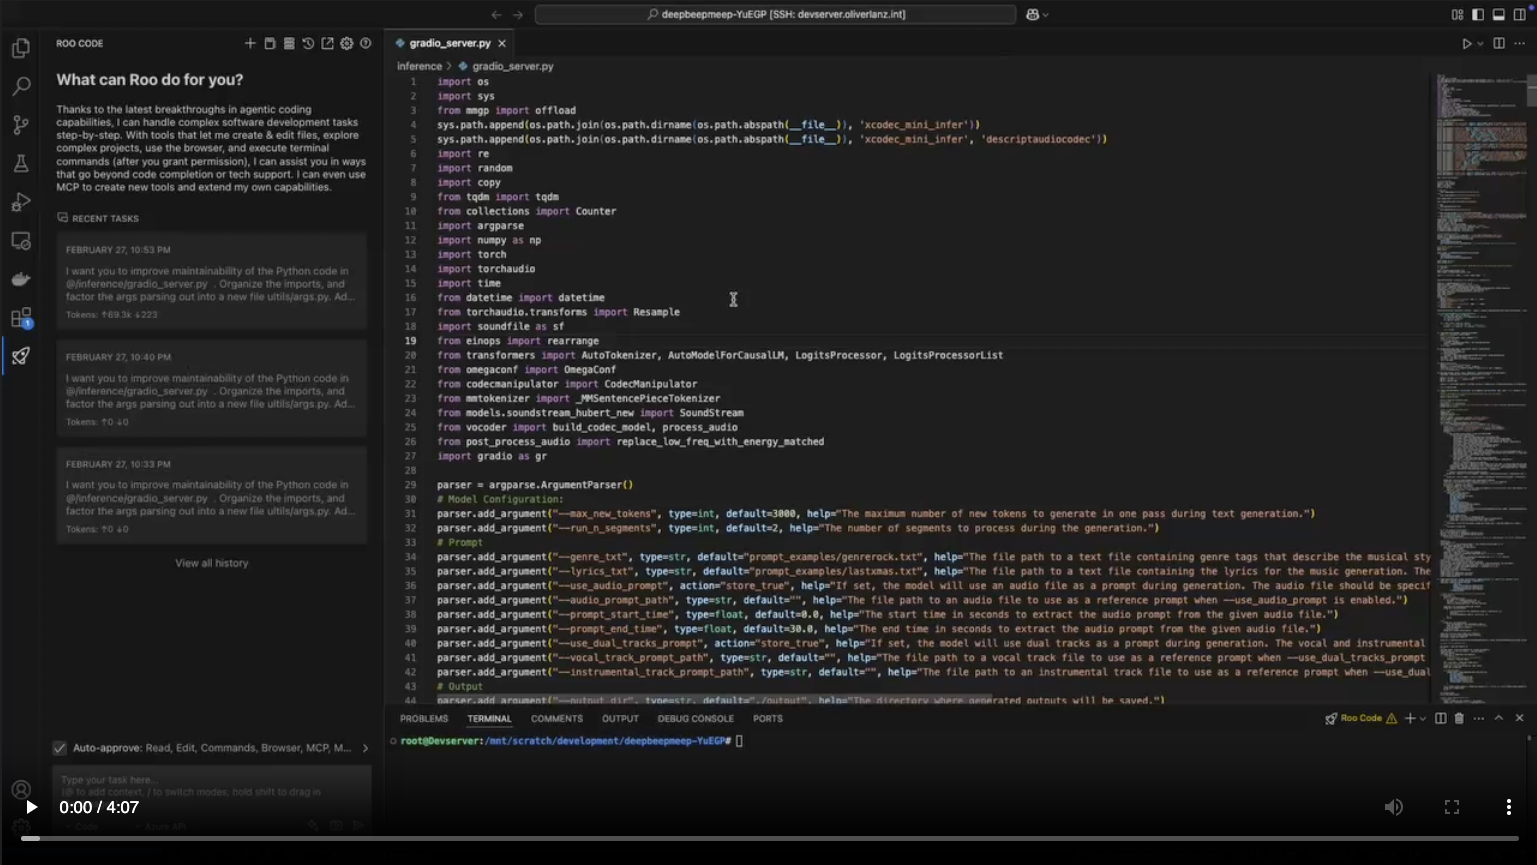 deepbeepmeep-YuEGP [SSH: devserver.oliverlanz.int]
ROO CODE
What can Roo do for you?
Thanks to the latest breakthroughs in agentic coding
capabilities, I can handle complex software development tasks
step-by-step. With tools that let me create & edit files, explore
complex projects, use the browser, and execute terminal
commands (after you grant permission), I can assist you in ways
that go beyond code completion or tech support. I can even use
MCP to create new tools and extend my own capabilities.
RECENT TASKS
FEBRUARY 27, 10:53 PM
I want you to improve maintainability of the Python code in
@/inference/gradio_server.py . Organize the imports, and
factor the args parsing out into a new file uitils/args.py. Ad...
Tokens: ↑69.3k ↓223
FEBRUARY 27, 10:40 PM
I want you to improve maintainability of the Python code in
@/inference/gradio_server.py . Organize the imports, and
factor the args parsing out into a new file uitils/args.py. Ad...
Tokens: ↑0 ↓0
FEBRUARY 27, 10:33 PM
I want you to improve maintainability of the Python code in
@/inference/gradio_server.py . Organize the imports, and
factor the args parsing out into a new file uitils/args.py. Ad...
Tokens: ↑0 ↓0
View all history
Auto-approve: Read, Edit, Commands, Browser, MCP, M...
Type your task here...
(@ to add context, / to switch modes, hold shift to drag in
Code Azure API
0:00 / 4:07
1
gradio_server.py
inference > gradio_server.py
1 import os
2 import sys
3 from mmgp import offload
4 sys.path.append(os.path.join(os.path.dirname(os.path.abspath(__file__)), 'xcodec_mini_infer'))
5 sys.path.append(os.path.join(os.path.dirname(os.path.abspath(__file__)), 'xcodec_mini_infer', 'descriptaudiocodec'))
6 import re
7 import random
8 import copy
9 from tqdm import tqdm
10 from collections import Counter
11 import argparse
12 import numpy as np
13 import torch
14 import torchaudio
15 import time
16 from datetime import datetime
17 from torchaudio.transforms import Resample
18 import soundfile as sf
19 from einops import rearrange
20 from transformers import AutoTokenizer, AutoModelForCausalLM, LogitsProcessor, LogitsProcessorList
21 from omegaconf import OmegaConf
22 from codecmanipulator import CodecManipulator
23 from mmtokenizer import _MMSentencePieceTokenizer
24 from models.soundstream_hubert_new import SoundStream
25 from vocoder import build_codec_model, process_audio
26 from post_process_audio import replace_low_freq_with_energy_matched
27 import gradio as gr
28
29 parser = argparse.ArgumentParser()
30 # Model Configuration:
31 parser.add_argument("--max_new_tokens", type=int, default=3000, help="The maximum number of new tokens to generate in one pass during text generation.")
32 parser.add_argument("--run_n_segments", type=int, default=2, help="The number of segments to process during the generation.")
33 # Prompt
34 parser.add_argument("--genre_txt", type=str, default="prompt_examples/genrerock.txt", help="The file path to a text file containing genre tags that describe the musical sty
35 parser.add_argument("--lyrics_txt", type=str, default="prompt_examples/lastxmas.txt", help="The file path to a text file containing the lyrics for the music generation. The
36 parser.add_argument("--use_audio_prompt", action="store_true", help="If set, the model will use an audio file as a prompt during generation. The audio file should be specif
37 parser.add_argument("--audio_prompt_path", type=str, default="", help="The file path to an audio file to use as a reference prompt when --use_audio_prompt is enabled.")
38 parser.add_argument("--prompt_start_time", type=float, default=0.0, help="The start time in seconds to extract the audio prompt from the given audio file.")
39 parser.add_argument("--prompt_end_time", type=float, default=30.0, help="The end time in seconds to extract the audio prompt from the given audio file.")
40 parser.add_argument("--use_dual_tracks_prompt", action="store_true", help="If set, the model will use dual tracks as a prompt during generation. The vocal and instrumental
41 parser.add_argument("--vocal_track_prompt_path", type=str, default="", help="The file path to a vocal track file to use as a reference prompt when --use_dual_tracks_prompt
42 parser.add_argument("--instrumental_track_prompt_path", type=str, default="", help="The file path to an instrumental track file to use as a reference prompt when --use_dual
43 # Output
44 parser.add_argument("--output_dir", type=str, default="./output", help="The directory where generated outputs will be saved.")
PROBLEMS TERMINAL COMMENTS OUTPUT DEBUG CONSOLE PORTS
Roo Code
root@Devserver:/mnt/scratch/development/deepbeepmeep-YuEGP#